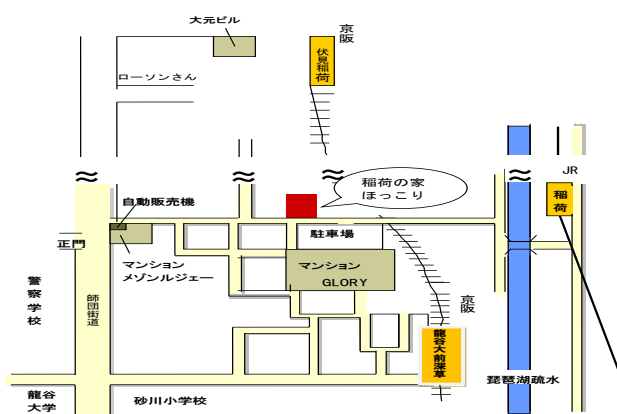 大元ビル
京阪
伏見稲荷
ローソンさん
JR
稲荷
稲荷の家
ほっこり
自動販売機
正門
駐車場
マンション
メゾンルジェー
マンション
GLORY
警察学校
師団街道
京阪
龍谷大前深草
琵琶湖疏水
龍谷
大学
砂川小学校